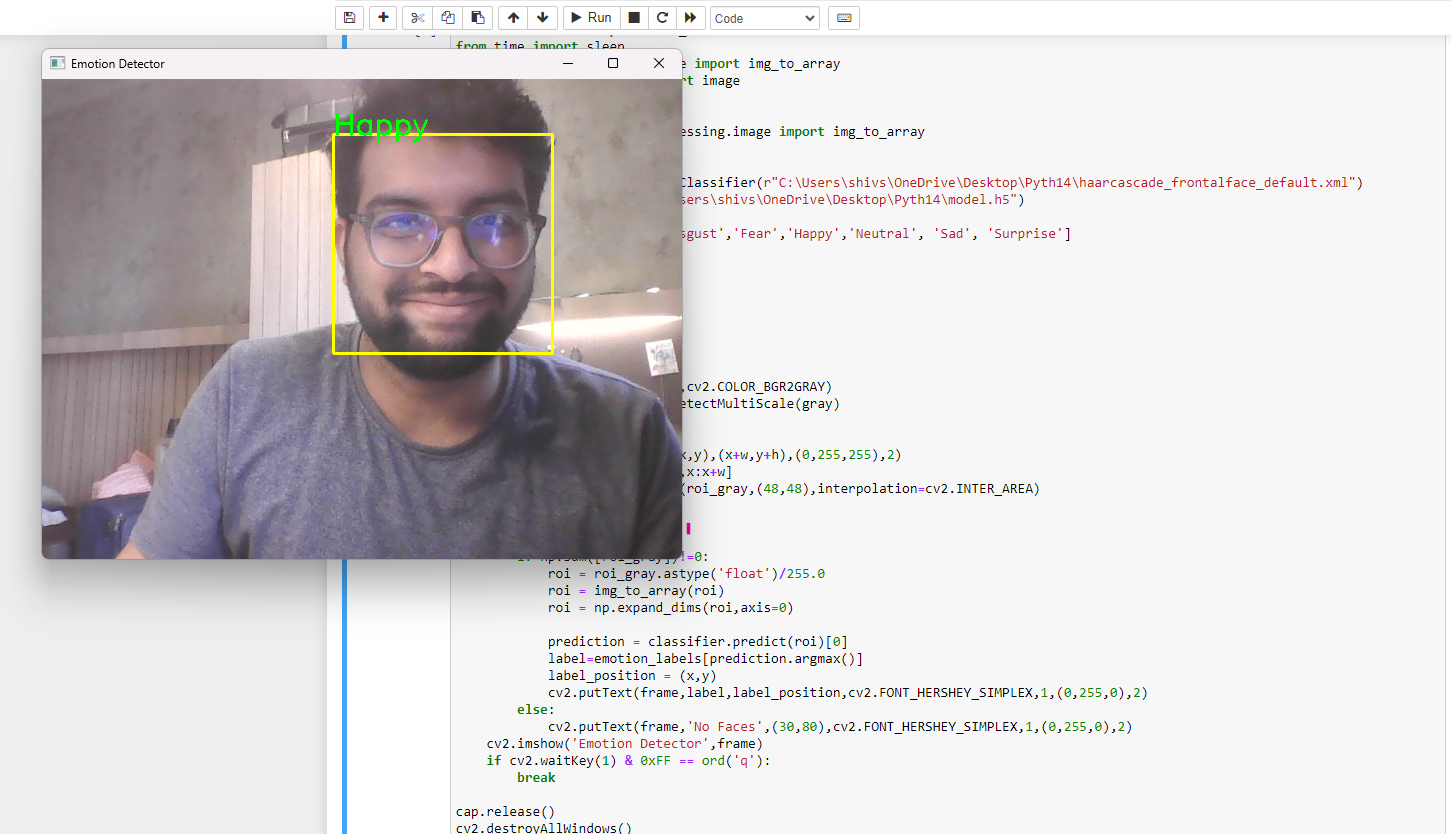 Run
Code
from time import sleep
Emotion Detector
import img_to_array
import image
essing.image import img_to_array
Classifier(r"C:\Users\shivs\OneDrive\Desktop\Pyth14\haarcascade_frontalface_default.xml")
sers\shivs\OneDrive\Desktop\Pyth14\model.h5")
sgust','Fear','Happy','Neutral', 'Sad', 'Surprise']
Happy
,cv2.COLOR_BGR2GRAY)
etectMultiScale(gray)
x,y),(x+w,y+h),(0,255,255),2)
,x:x+w]
(roi_gray,(48,48),interpolation=cv2.INTER_AREA)
if np.sum([roi_gray])!=0:
roi = roi_gray.astype('float')/255.0
roi = img_to_array(roi)
roi = np.expand_dims(roi,axis=0)
prediction = classifier.predict(roi)[0]
label=emotion_labels[prediction.argmax()]
label_position = (x,y)
cv2.putText(frame,label,label_position,cv2.FONT_HERSHEY_SIMPLEX,1,(0,255,0),2)
else:
cv2.putText(frame,'No Faces',(30,80),cv2.FONT_HERSHEY_SIMPLEX,1,(0,255,0),2)
cv2.imshow('Emotion Detector',frame)
if cv2.waitKey(1) & 0xFF == ord('q'):
break
cap.release()
cv2.destroyAllWindows()